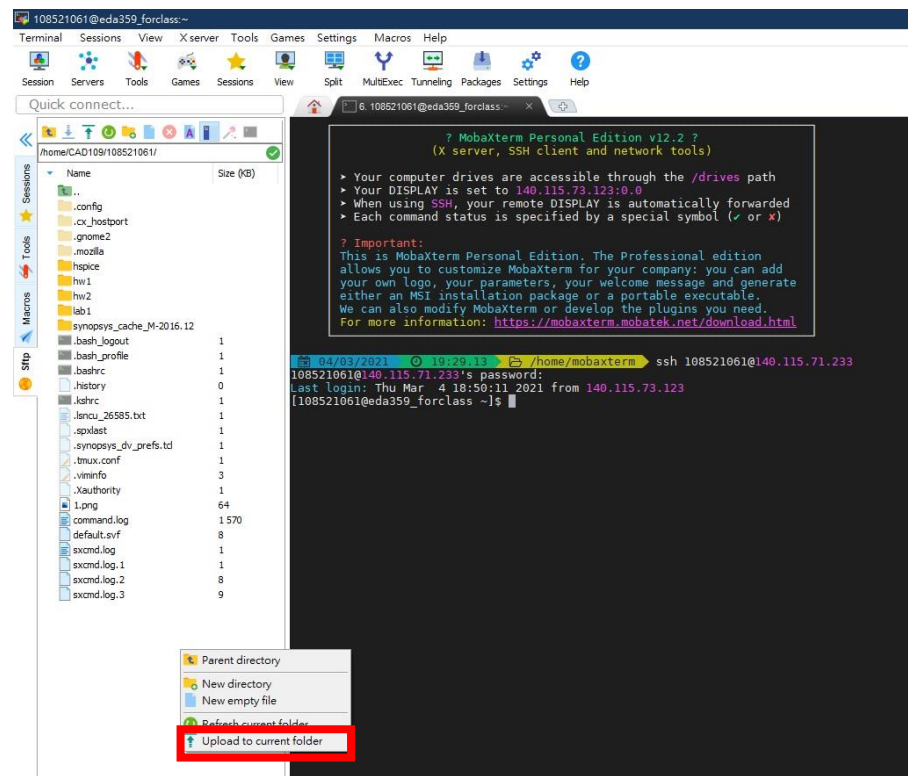 108521061@eda359_forclass:~
Terminal Sessions View X server Tools Games Settings Macros Help
Session Servers Tools Games Sessions View Split MultiExec Tunneling Packages Settings Help
Quick connect...
6. 108521061@eda359_forclass:~
/home/CAD109/108521061/
Name Size (KB)
..
.config
.cx_hostport
.gnome2
.mozilla
hspice
hw1
hw2
lab1
synopsys_cache_M-2016.12
.bash_logout 1
.bash_profile 1
.bashrc 1
.history 0
.kshrc 1
.lsncu_26585.txt 1
.spxlast 1
.synopsys_dv_prefs.tcl 1
.tmux.conf 1
.viminfo 3
.Xauthority 1
1.png 64
command.log 1 570
default.svf 8
sxcmd.log 1
sxcmd.log.1 1
sxcmd.log.2 8
sxcmd.log.3 9
Sessions
Tools
Macros
Sftp
Parent directory
New directory
New empty file
Refresh current folder
Upload to current folder
? MobaXterm Personal Edition v12.2 ?
(X server, SSH client and network tools)
➤ Your computer drives are accessible through the /drives path
➤ Your DISPLAY is set to 140.115.73.123:0.0
➤ When using SSH, your remote DISPLAY is automatically forwarded
➤ Each command status is specified by a special symbol (✓ or ✗)
? Important:
This is MobaXterm Personal Edition. The Professional edition
allows you to customize MobaXterm for your company: you can add
your own logo, your parameters, your welcome message and generate
either an MSI installation package or a portable executable.
We can also modify MobaXterm or develop the plugins you need.
For more information: https://mobaxterm.mobatek.net/download.html
04/03/2021 19:29.13 /home/mobaxterm ssh 108521061@140.115.71.233
108521061@140.115.71.233's password:
Last login: Thu Mar 4 18:50:11 2021 from 140.115.73.123
[108521061@eda359_forclass ~]$